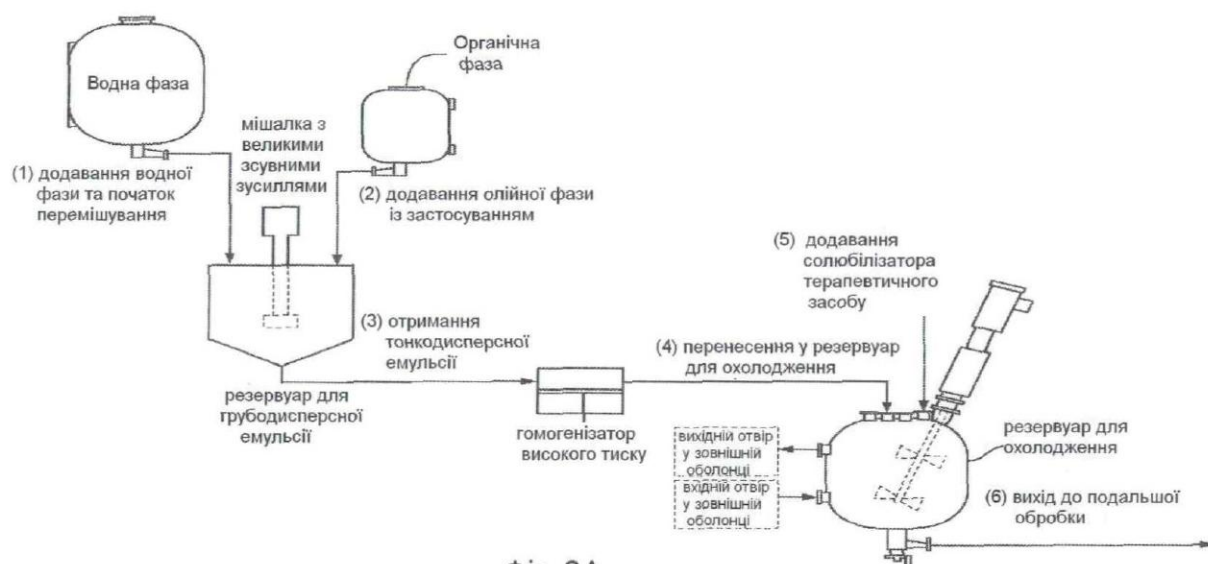 Водна фаза
Органічна
фаза
мішалка з
великими
зсувними
зусиллями
(1) додавання водної
фази та початок
перемішування
(2) додавання олійної фази
із застосуванням
(3) отримання
тонкодисперсної
емульсії
резервуар для
грубодисперсної
емульсії
гомогенізатор
високого тиску
(4) перенесення у резервуар
для охолодження
(5) додавання
солюбілізатора
терапевтичного
засобу
вихідний отвір
у зовнішній
оболонці
вхідний отвір
у зовнішній
оболонці
резервуар для
охолодження
(6) вихід до подальшої
обробки